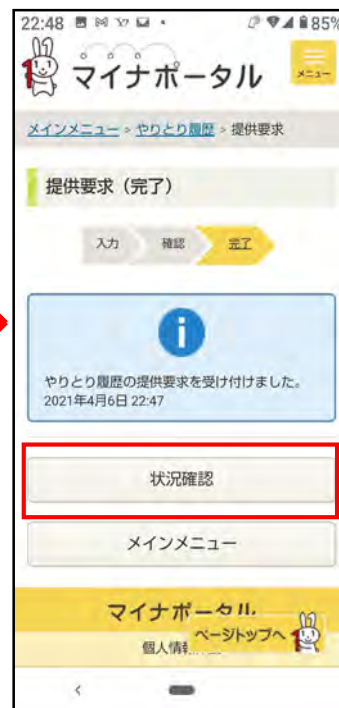 22:48 85%
マイナポータル
メニュー
メインメニュー > やりとり履歴 > 提供要求
提供要求（完了）
入力 確認 完了
やりとり履歴の提供要求を受け付けました。
2021年4月6日 22:47
状況確認
メインメニュー
マイナポータル
ページトップへ
個人情報